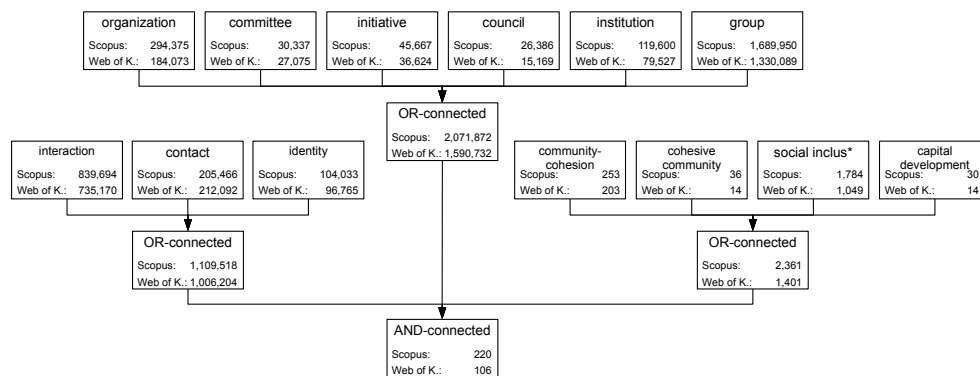 organization
Scopus: 294,375
Web of K.: 184,073
committee
Scopus: 30,337
Web of K.: 27,075
initiative
Scopus: 45,667
Web of K.: 36,624
council
Scopus: 26,386
Web of K.: 15,169
institution
Scopus: 119,600
Web of K.: 79,527
group
Scopus: 1,689,950
Web of K.: 1,330,089
OR-connected
Scopus: 2,071,872
Web of K.: 1,590,732
interaction
Scopus: 839,694
Web of K.: 735,170
contact
Scopus: 205,466
Web of K.: 212,092
identity
Scopus: 104,033
Web of K.: 96,765
community-
cohesion
Scopus: 253
Web of K.: 203
cohesive
community
Scopus: 36
Web of K.: 14
social inclus*
Scopus: 1,784
Web of K.: 1,049
capital
development
Scopus: 30
Web of K.: 14
OR-connected
Scopus: 1,109,518
Web of K.: 1,006,204
OR-connected
Scopus: 2,361
Web of K.: 1,401
AND-connected
Scopus: 220
Web of K.: 106